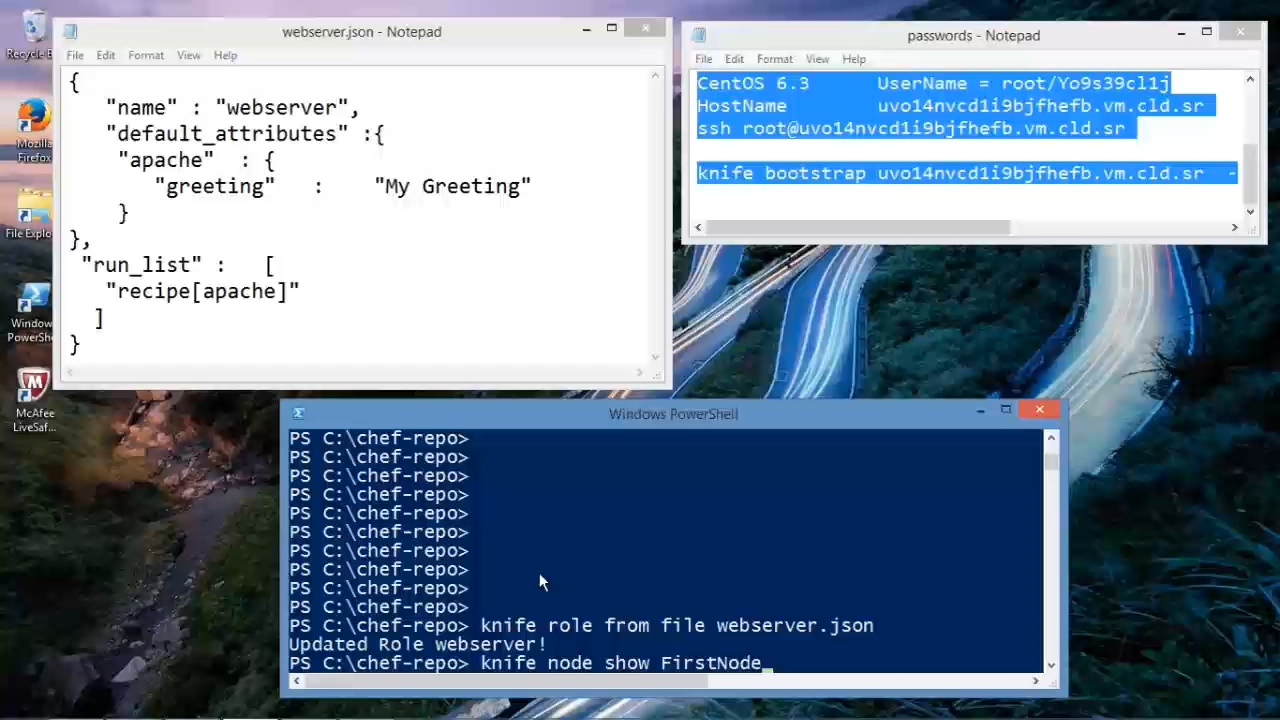 Recycle B
Mozilla
Firefox
File Explo
Windows
PowerShe
McAfee
LiveSaf...
webserver.json - Notepad
File Edit Format View Help
{
"name" : "webserver",
"default_attributes" :{
"apache" : {
"greeting" : "My Greeting"
}
},
"run_list" : [
"recipe[apache]"
]
}
passwords - Notepad
File Edit Format View Help
CentOS 6.3 UserName = root/Yo9s39cl1j
HostName uvo14nvcd1i9bjfhefb.vm.cld.sr
ssh root@uvo14nvcd1i9bjfhefb.vm.cld.sr
knife bootstrap uvo14nvcd1i9bjfhefb.vm.cld.sr -
Windows PowerShell
PS C:\chef-repo>
PS C:\chef-repo>
PS C:\chef-repo>
PS C:\chef-repo>
PS C:\chef-repo>
PS C:\chef-repo>
PS C:\chef-repo>
PS C:\chef-repo>
PS C:\chef-repo>
PS C:\chef-repo>
PS C:\chef-repo> knife role from file webserver.json
Updated Role webserver!
PS C:\chef-repo> knife node show FirstNode_